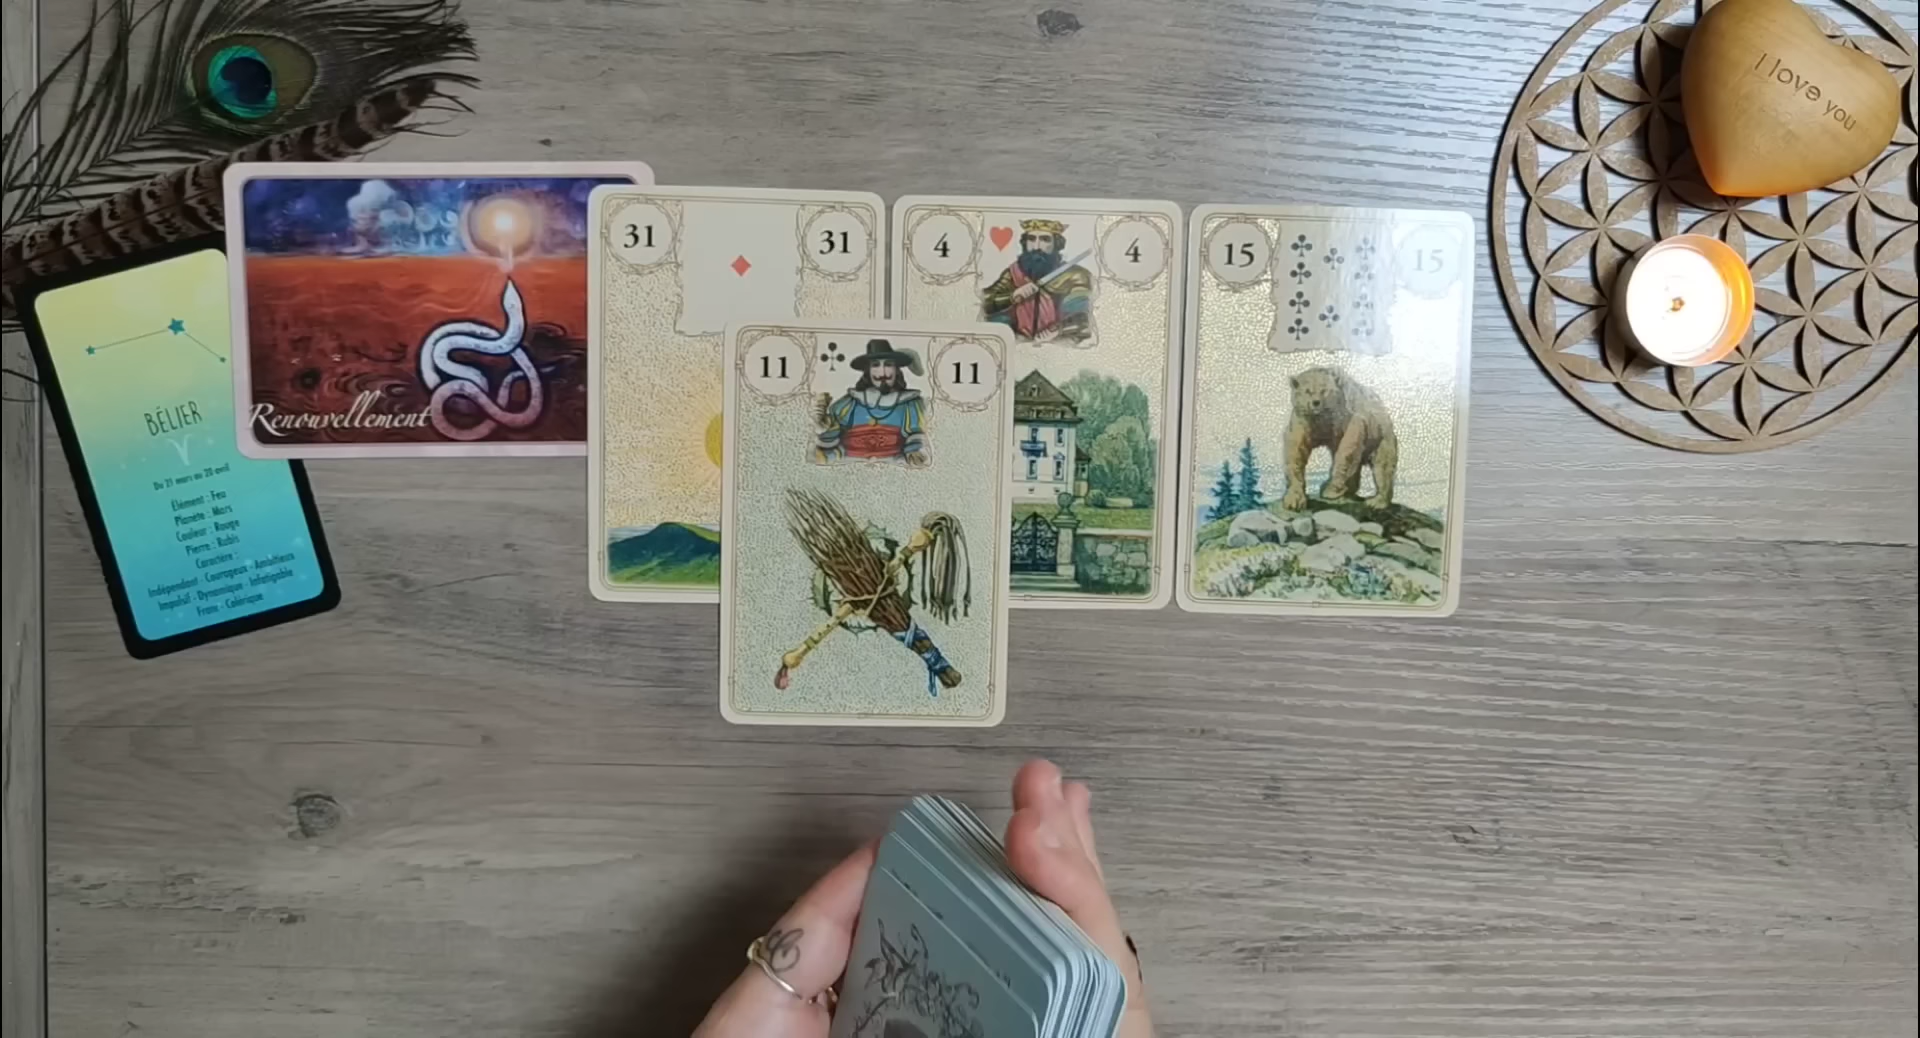 I love you
Renouvellement
BÉLIER
Du 21 mars au 20 avril
Elément : Feu
Planète : Mars
Couleur : Rouge
Pierre : Rubis
Caractère :
Indépendant - Courageux - Ambitieux
Impulsif - Dynamique - Infatigable
Franc - Colérique
31 31
4 4
15 15
11 11